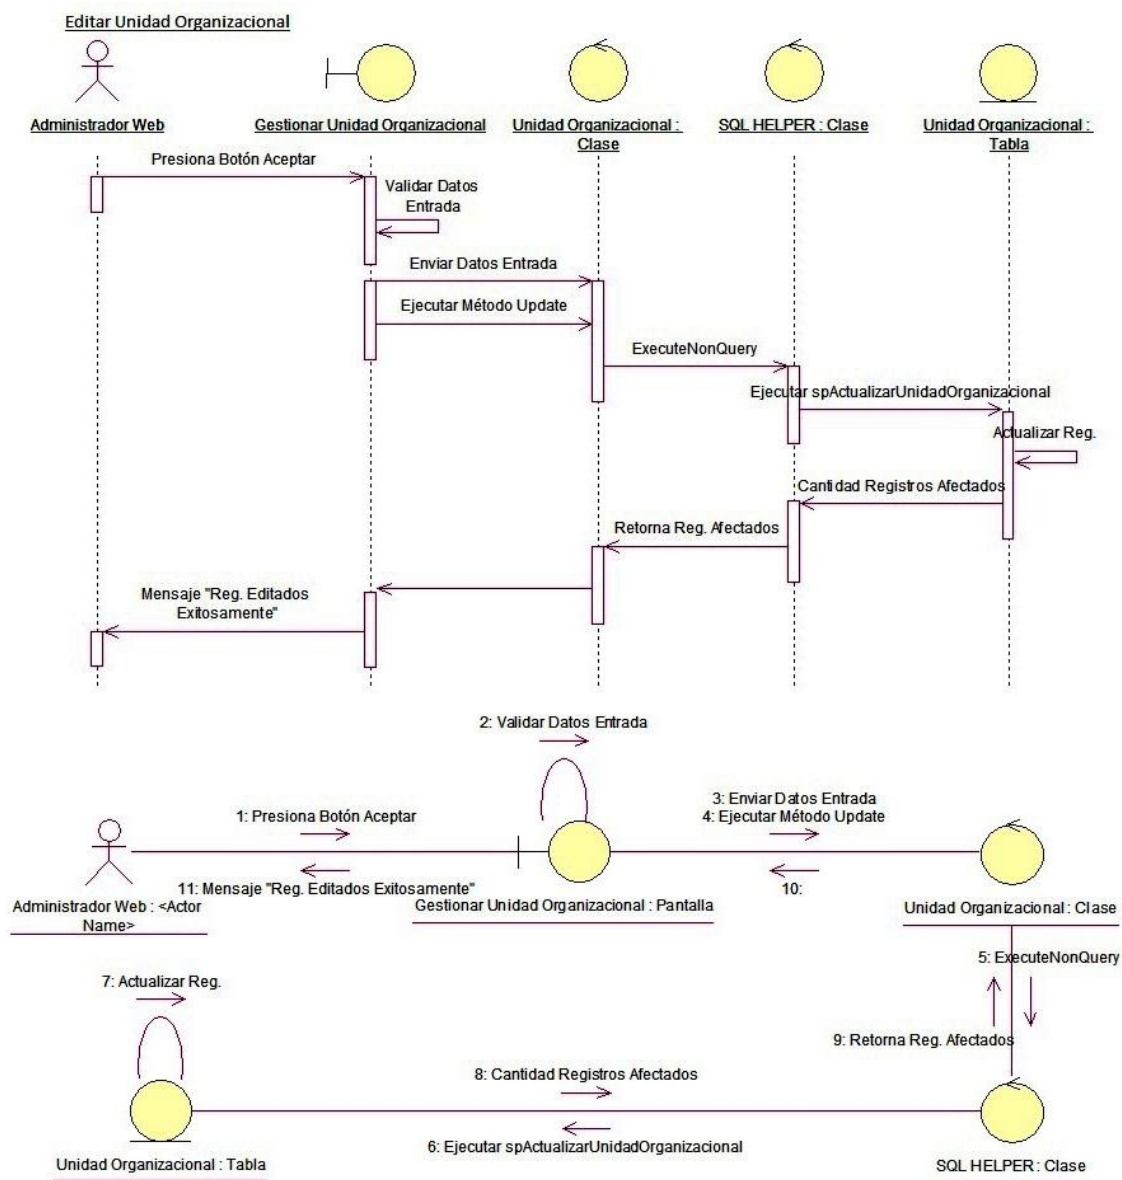 Editar Unidad Organizacional
Administrador Web
Gestionar Unidad Organizacional
Unidad Organizacional :
Clase
SQL HELPER : Clase
Unidad Organizacional :
Tabla
Presiona Botón Aceptar
Validar Datos
Entrada
Enviar Datos Entrada
Ejecutar Método Update
ExecuteNonQuery
Ejecutar spActualizarUnidadOrganizacional
Actualizar Reg.
Cantidad Registros Afectados
Retorna Reg. Afectados
Mensaje "Reg. Editados
Exitosamente"
2: Validar Datos Entrada
1: Presiona Botón Aceptar
3: Enviar Datos Entrada
4: Ejecutar Método Update
11: Mensaje "Reg. Editados Exitosamente"
10:
Administrador Web : <Actor
Name>
Gestionar Unidad Organizacional : Pantalla
Unidad Organizacional : Clase
5: ExecuteNonQuery
7: Actualizar Reg.
9: Retorna Reg. Afectados
8: Cantidad Registros Afectados
6: Ejecutar spActualizarUnidadOrganizacional
Unidad Organizacional : Tabla
SQL HELPER : Clase